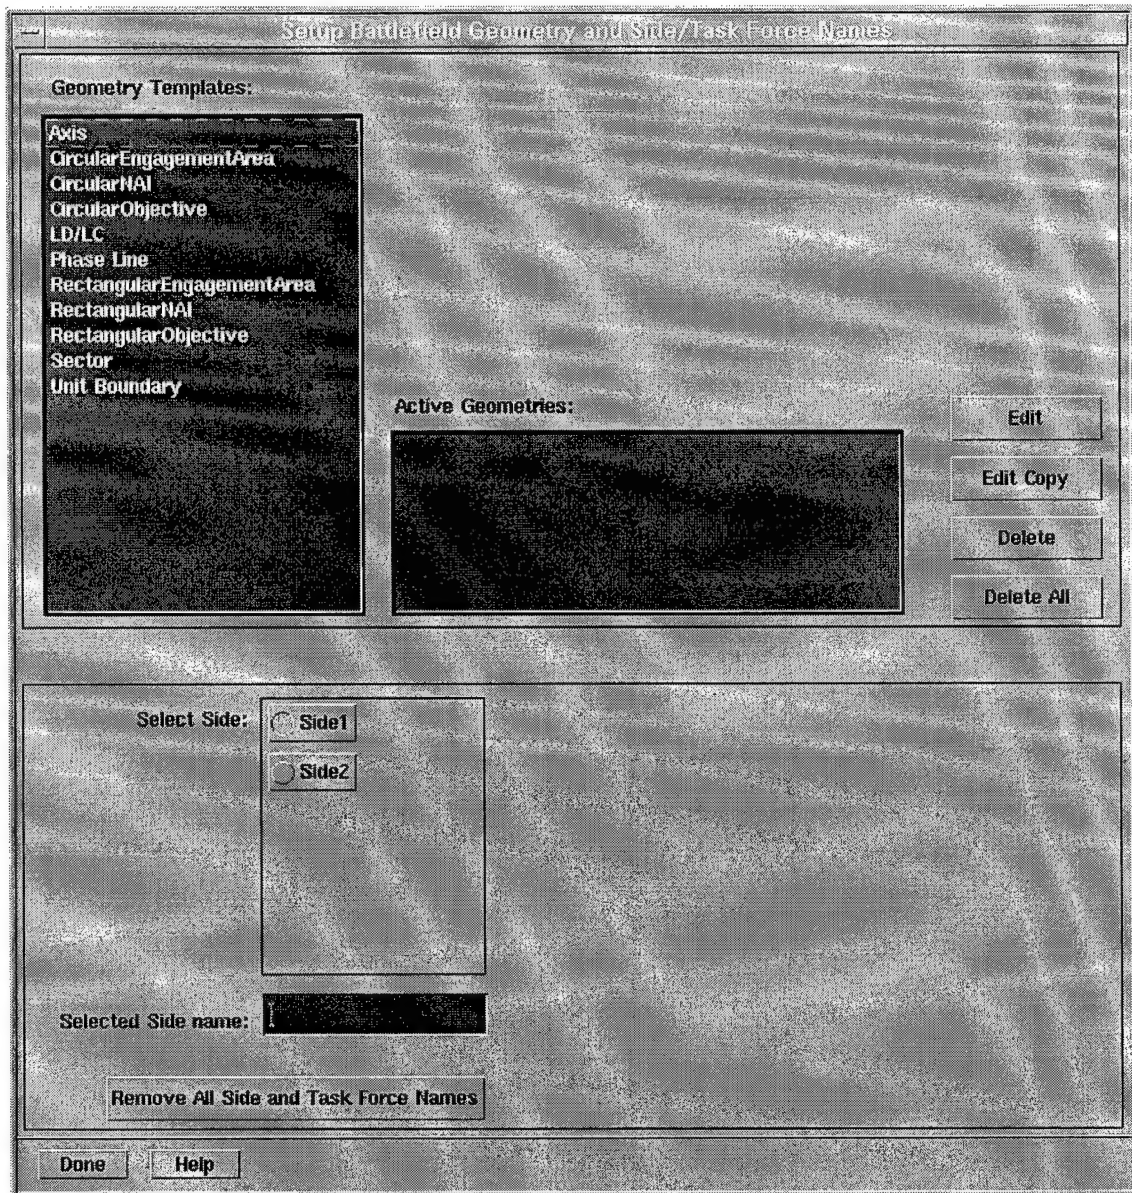 Setup Battlefield Geometry and Side/Task Force Names
Geometry Templates:
Axis
CircularEngagementArea
CircularNAI
CircularObjective
LD/LC
Phase Line
RectangularEngagementArea
RectangularNAI
RectangularObjective
Sector
Unit Boundary
Active Geometries:
Edit
Edit Copy
Delete
Delete All
Select Side:
Side1
Side2
Selected Side name:
Remove All Side and Task Force Names
Done
Help